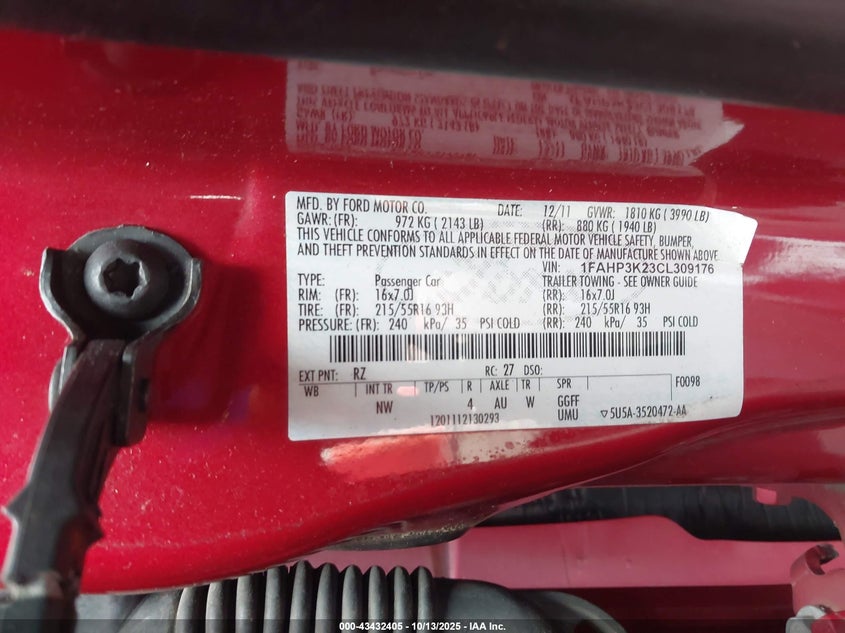 MFD. BY FORD MOTOR CO. DATE: 12/11 GVWR: 1810 KG ( 3990 LB)
GAWR: (FR): 972 KG ( 2143 LB) (RR): 880 KG ( 1940 LB)
THIS VEHICLE CONFORMS TO ALL APPLICABLE FEDERAL MOTOR VEHICLE SAFETY, BUMPER,
AND THEFT PREVENTION STANDARDS IN EFFECT ON THE DATE OF MANUFACTURE SHOWN ABOVE
VIN: 1FAHP3K23CL309176
TYPE: Passenger Car TRAILER TOWING - SEE OWNER GUIDE
RIM: (FR): 16x7.0J (RR): 16x7.0J
TIRE: (FR): 215/55R16 93H (RR): 215/55R16 93H
PRESSURE: (FR): 240 kPa/ 35 PSI COLD (RR): 240 kPa/ 35 PSI COLD
EXT PNT: RZ RC: 27 DSO: F0098
WB INT TR TP/PS R AXLE TR SPR
NW 4 AU W GGFF
1201112130293 UMU ▽5U5A-3520472-AA
000-43432405 | 10/13/2025 | IAA Inc.